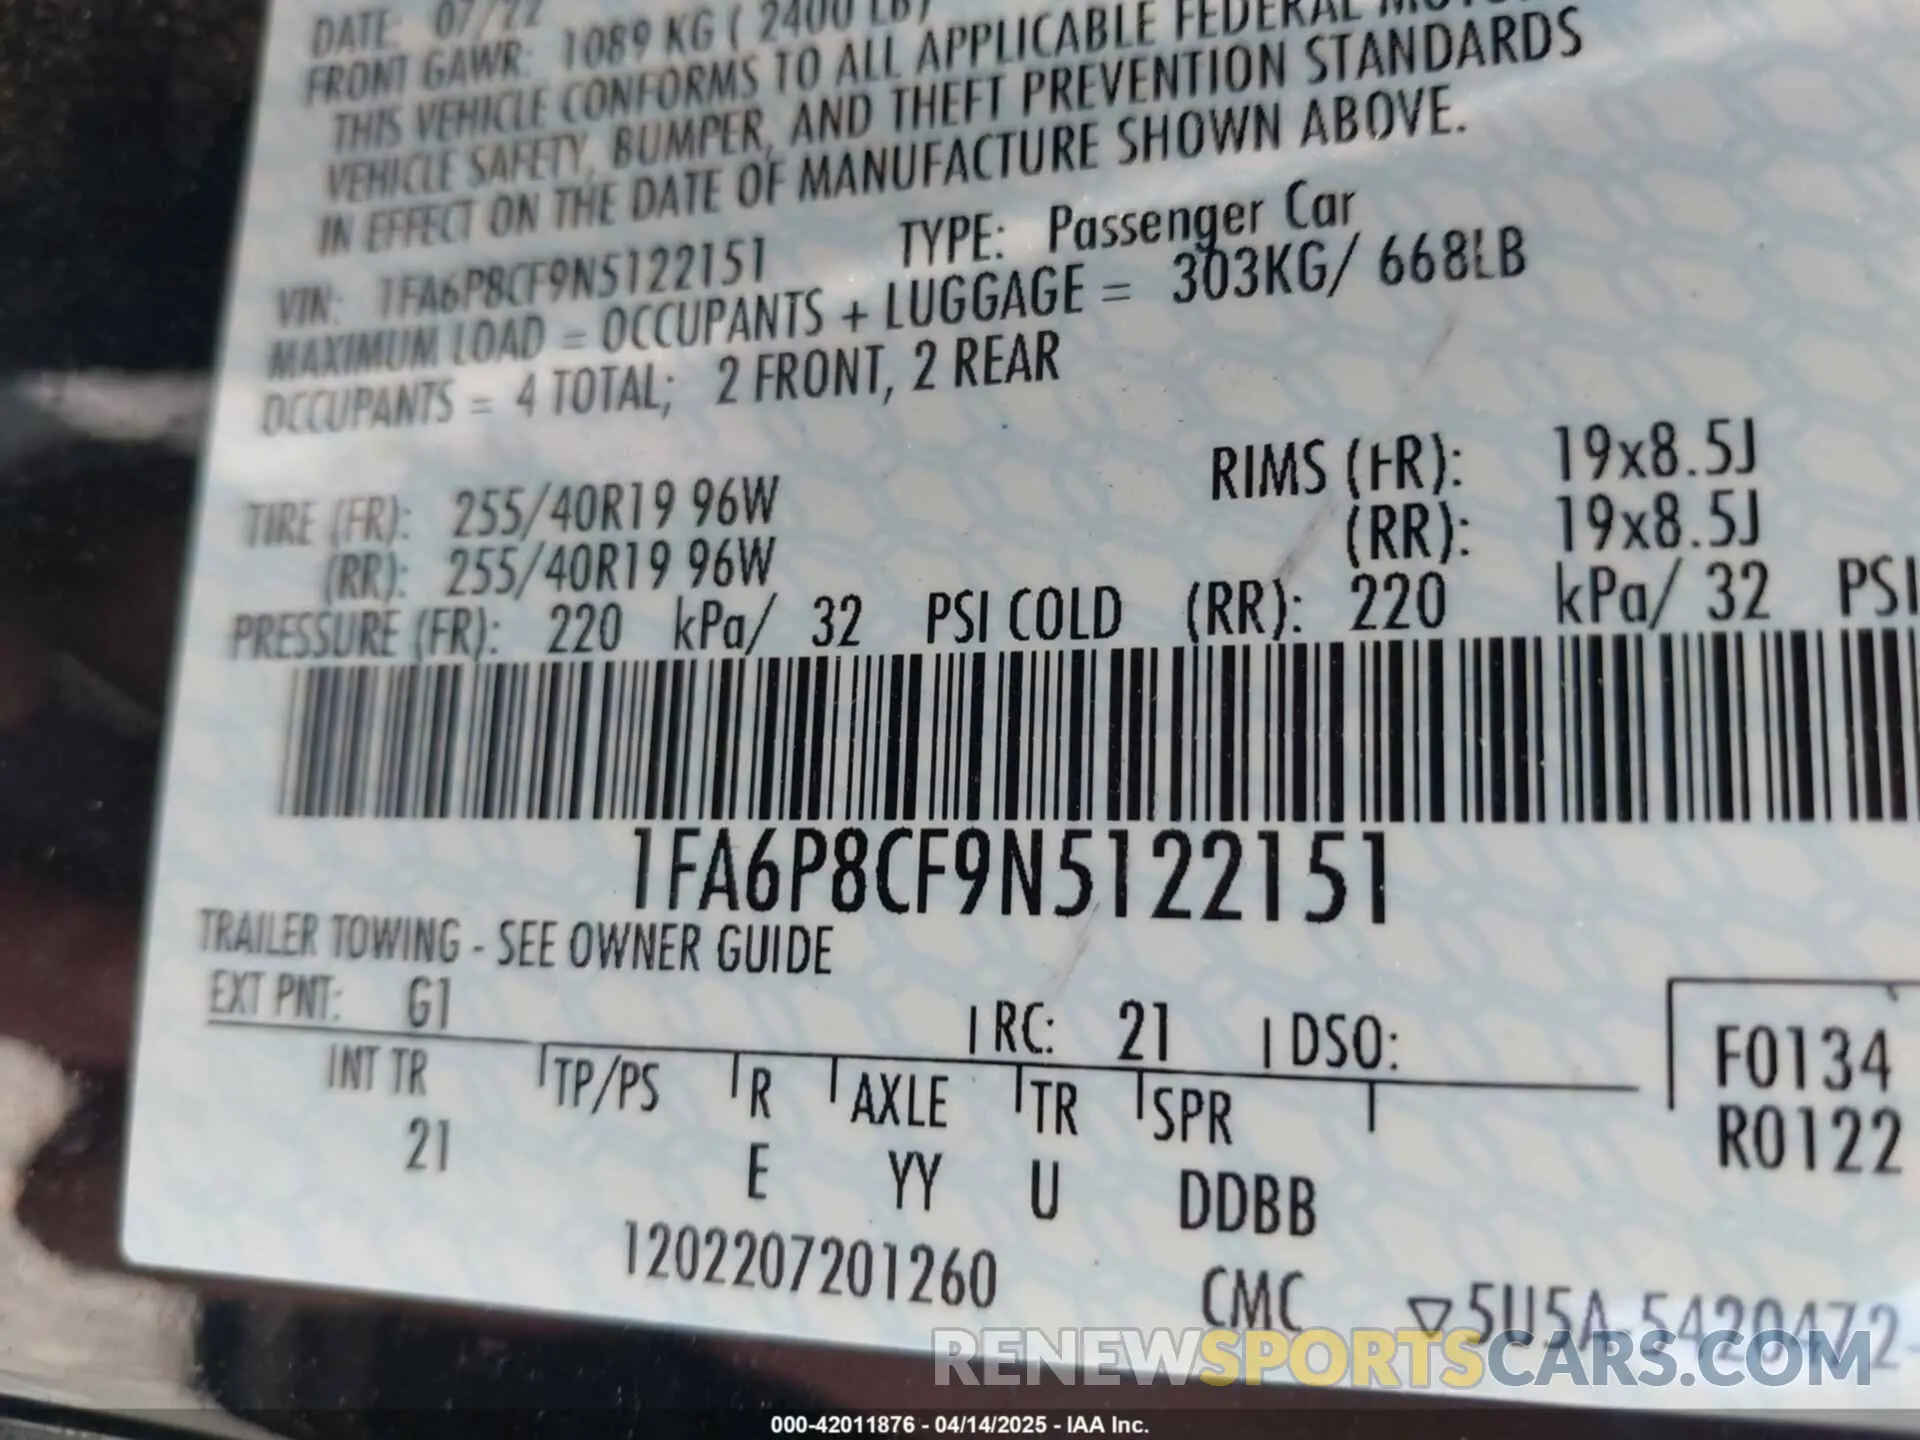 DATE: 07/22
FRONT GAWR: 1089 KG ( 2400 LB)
THIS VEHICLE CONFORMS TO ALL APPLICABLE FEDERAL
VEHICLE SAFETY, BUMPER, AND THEFT PREVENTION STANDARDS
IN EFFECT ON THE DATE OF MANUFACTURE SHOWN ABOVE.
VIN: 1FA6P8CF9N5122151 TYPE: Passenger Car
MAXIMUM LOAD = OCCUPANTS + LUGGAGE = 303KG/ 668LB
OCCUPANTS = 4 TOTAL; 2 FRONT, 2 REAR
TIRE (FR): 255/40R19 96W RIMS (FR): 19x8.5J
(RR): 255/40R19 96W (RR): 19x8.5J
PRESSURE (FR): 220 kPa/ 32 PSI COLD (RR): 220 kPa/ 32 PSI
1FA6P8CF9N5122151
TRAILER TOWING - SEE OWNER GUIDE
EXT PNT: G1 RC: 21 DSO: F0134
INT TR TP/PS R AXLE TR SPR R0122
21 E YY U DDBB
1202207201260 CMC ▽5U5A-5420472-
RENEWSPORTSCARS.COM
000-42011876 - 04/14/2025 - IAA Inc.